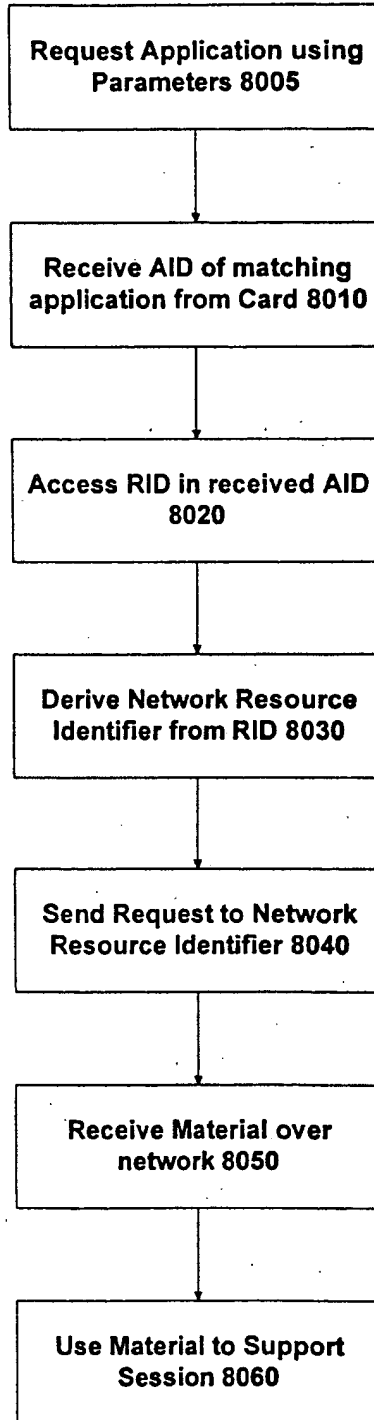 Request Application using
Parameters 8005
Receive AID of matching
application from Card 8010
Access RID in received AID
8020
Derive Network Resource
Identifier from RID 8030
Send Request to Network
Resource Identifier 8040
Receive Material over
network 8050
Use Material to Support
Session 8060